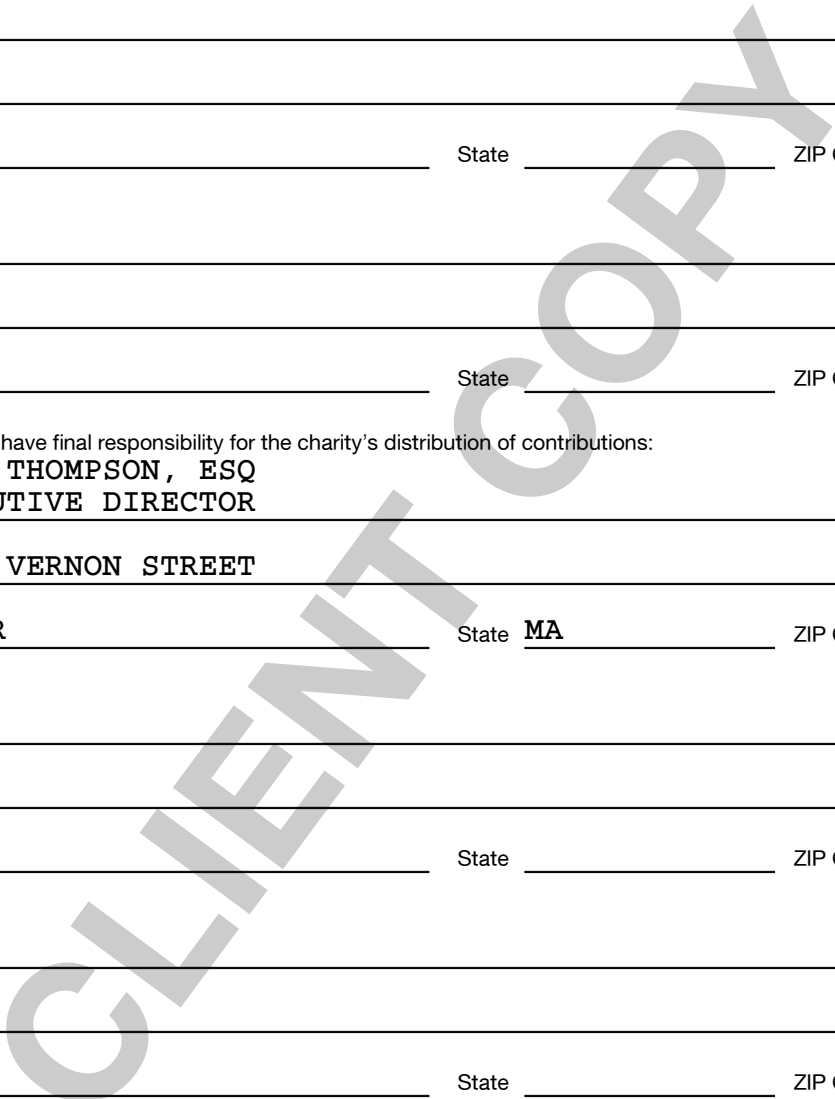 State ZIP
State ZIP
have final responsibility for the charity's distribution of contributions:
THOMPSON, ESQ
DIRECTOR
VERNON STREET
State MA ZIP
State ZIP
State ZIP
CLIENT COPY